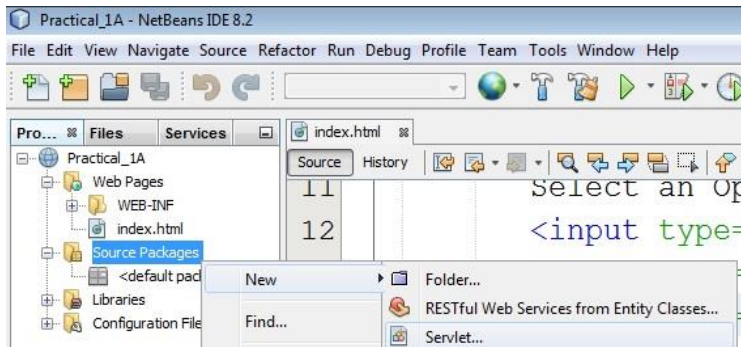 Practical_1A - NetBeans IDE 8.2
File Edit View Navigate Source Refactor Run Debug Profile Team Tools Window Help
Pro... Files Services
index.html
Practical_1A
Source History
Web Pages
WEB-INF
index.html
Source Packages
<default pac
Libraries
Configuration File
11 Select an Op
12 <input type=
New
Find...
Folder...
RESTful Web Services from Entity Classes...
Servlet...